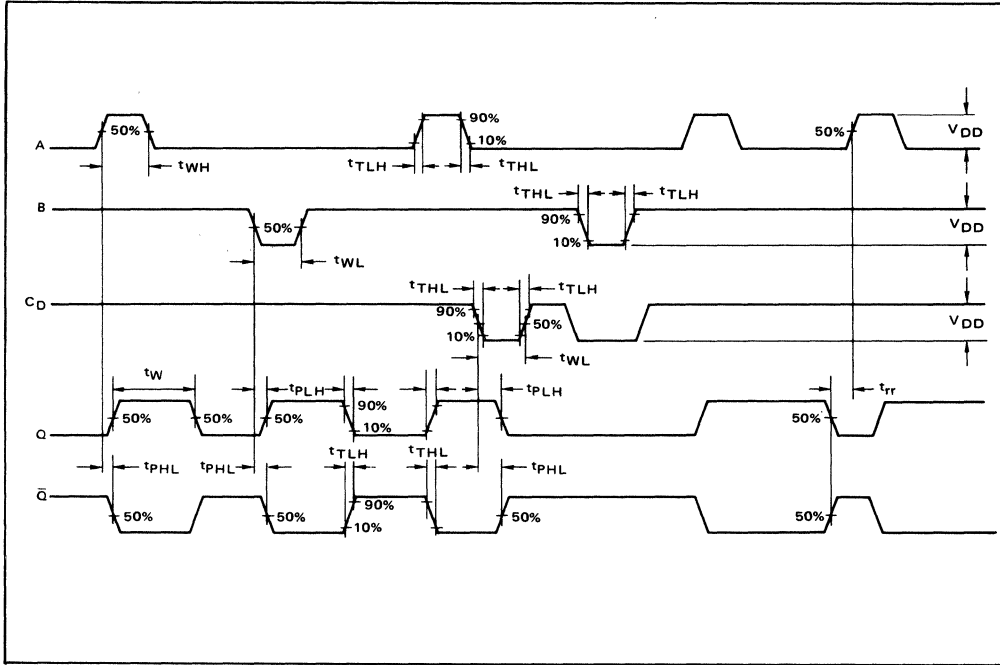 A 50% 90% 10% 50% VDD
tWH tTLH tTHL
B tTHL tTLH
50% 90% 10% VDD
tWL
CD tTHL tTLH
90% 10% 50% VDD
tWL
tW tPLH tPLH trr
Q 50% 50% 50% 90% 10% 50%
tPHL tPHL tTLH tTHL tPHL
Q̅ 50% 50% 90% 10% 50% 50%